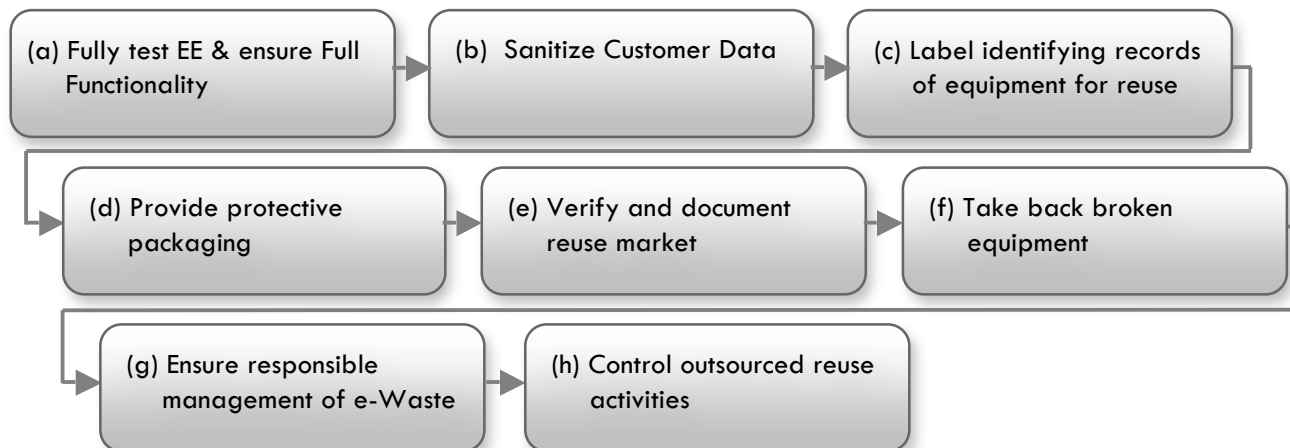 (a) Fully test EE & ensure Full
Functionality
(b) Sanitize Customer Data
(c) Label identifying records
of equipment for reuse
(d) Provide protective
packaging
(e) Verify and document
reuse market
(f) Take back broken
equipment
(g) Ensure responsible
management of e-Waste
(h) Control outsourced reuse
activities